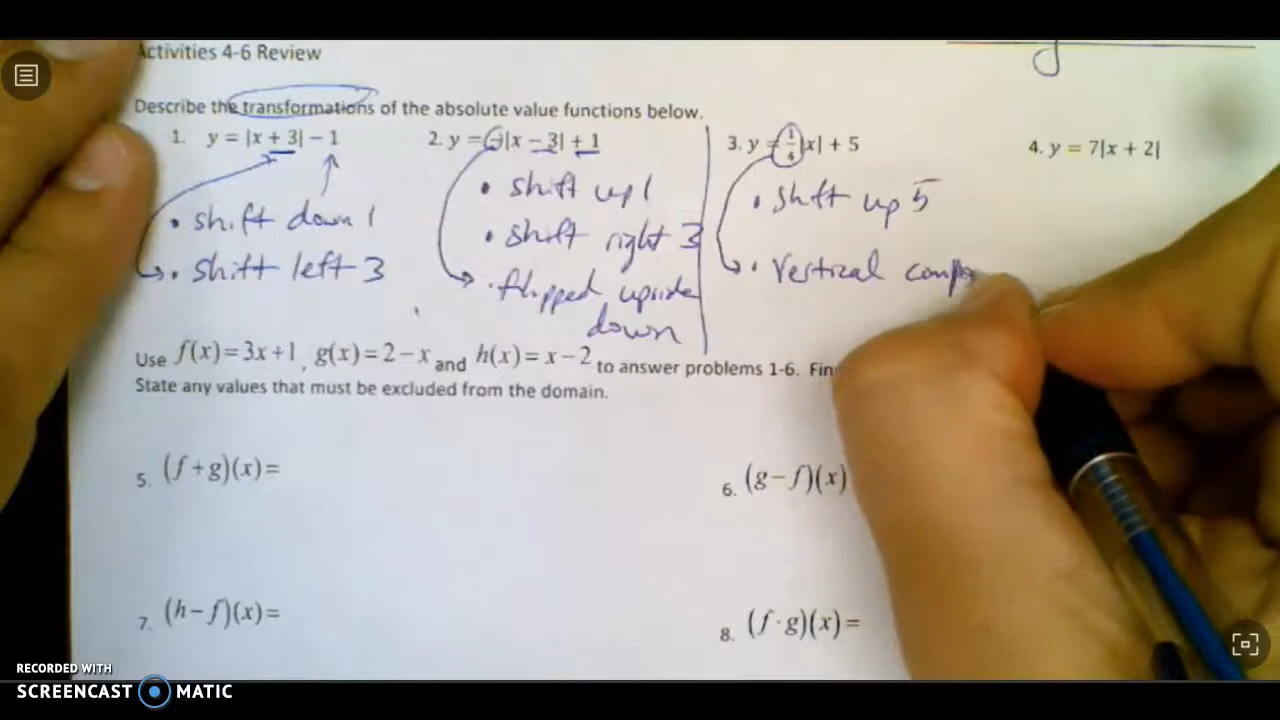 Activities 4-6 Review
Describe the transformations of the absolute value functions below.
1. y = |x + 3| − 1
2. y = −|x − 3| + 1
3. y = 1/4|x| + 5
4. y = 7|x + 2|
• shift down 1
• shift left 3
• shift up 1
• shift right 3
• flipped upside down
• shift up 5
• Vertical comp
Use f(x) = 3x + 1, g(x) = 2 − x and h(x) = x − 2 to answer problems 1-6. Fin
State any values that must be excluded from the domain.
5. (f + g)(x) =
6. (g − f)(x)
7. (h − f)(x) =
8. (f · g)(x) =
RECORDED WITH
SCREENCAST MATIC